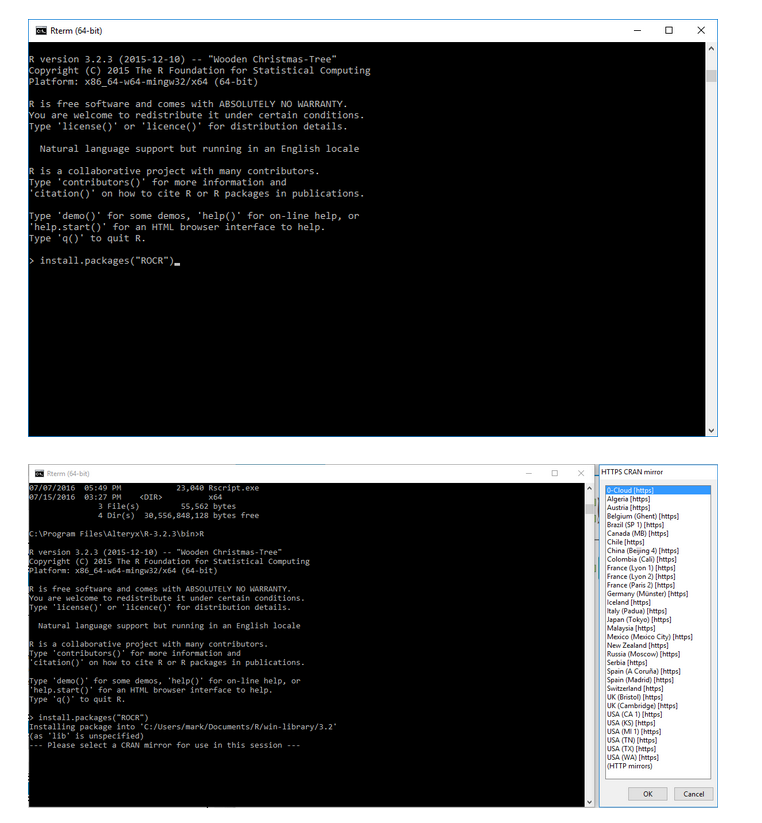 Rterm (64-bit)
R version 3.2.3 (2015-12-10) -- "Wooden Christmas-Tree"
Copyright (C) 2015 The R Foundation for Statistical Computing
Platform: x86_64-w64-mingw32/x64 (64-bit)
R is free software and comes with ABSOLUTELY NO WARRANTY.
You are welcome to redistribute it under certain conditions.
Type 'license()' or 'licence()' for distribution details.
Natural language support but running in an English locale
R is a collaborative project with many contributors.
Type 'contributors()' for more information and
'citation()' on how to cite R or R packages in publications.
Type 'demo()' for some demos, 'help()' for on-line help, or
'help.start()' for an HTML browser interface to help.
Type 'q()' to quit R.
> install.packages("ROCR")
Rterm (64-bit)
07/07/2016  05:49 PM            23,040 Rscript.exe
07/15/2016  03:27 PM    <DIR>          x64
3 File(s)         55,562 bytes
4 Dir(s)  30,556,848,128 bytes free
C:\Program Files\Alteryx\R-3.2.3\bin>R
R version 3.2.3 (2015-12-10) -- "Wooden Christmas-Tree"
Copyright (C) 2015 The R Foundation for Statistical Computing
Platform: x86_64-w64-mingw32/x64 (64-bit)
R is free software and comes with ABSOLUTELY NO WARRANTY.
You are welcome to redistribute it under certain conditions.
Type 'license()' or 'licence()' for distribution details.
Natural language support but running in an English locale
R is a collaborative project with many contributors.
Type 'contributors()' for more information and
'citation()' on how to cite R or R packages in publications.
Type 'demo()' for some demos, 'help()' for on-line help, or
'help.start()' for an HTML browser interface to help.
Type 'q()' to quit R.
> install.packages("ROCR")
Installing package into 'C:/Users/mark/Documents/R/win-library/3.2'
(as 'lib' is unspecified)
--- Please select a CRAN mirror for use in this session ---
HTTPS CRAN mirror
0-Cloud [https]
Algeria [https]
Austria [https]
Belgium (Ghent) [https]
Brazil (SP 1) [https]
Canada (MB) [https]
Chile [https]
China (Beijing 4) [https]
Colombia (Cali) [https]
France (Lyon 1) [https]
France (Lyon 2) [https]
France (Paris 2) [https]
Germany (Münster) [https]
Iceland [https]
Italy (Padua) [https]
Japan (Tokyo) [https]
Malaysia [https]
Mexico (Mexico City) [https]
New Zealand [https]
Russia (Moscow) [https]
Serbia [https]
Spain (A Coruña) [https]
Spain (Madrid) [https]
Switzerland [https]
UK (Bristol) [https]
UK (Cambridge) [https]
USA (CA 1) [https]
USA (KS) [https]
USA (MI 1) [https]
USA (TN) [https]
USA (TX) [https]
USA (WA) [https]
(HTTP mirrors)
OK
Cancel